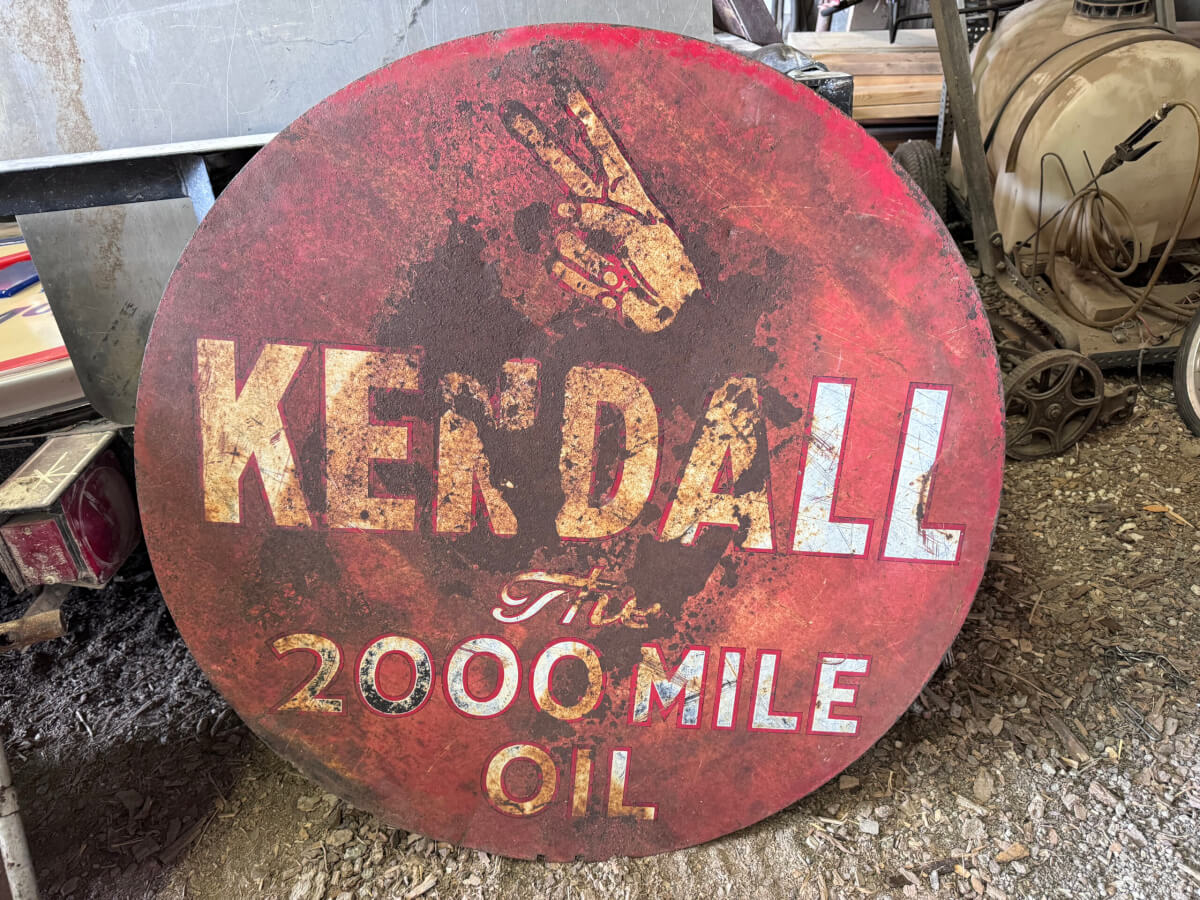 KENDALL
The
2000 MILE
OIL